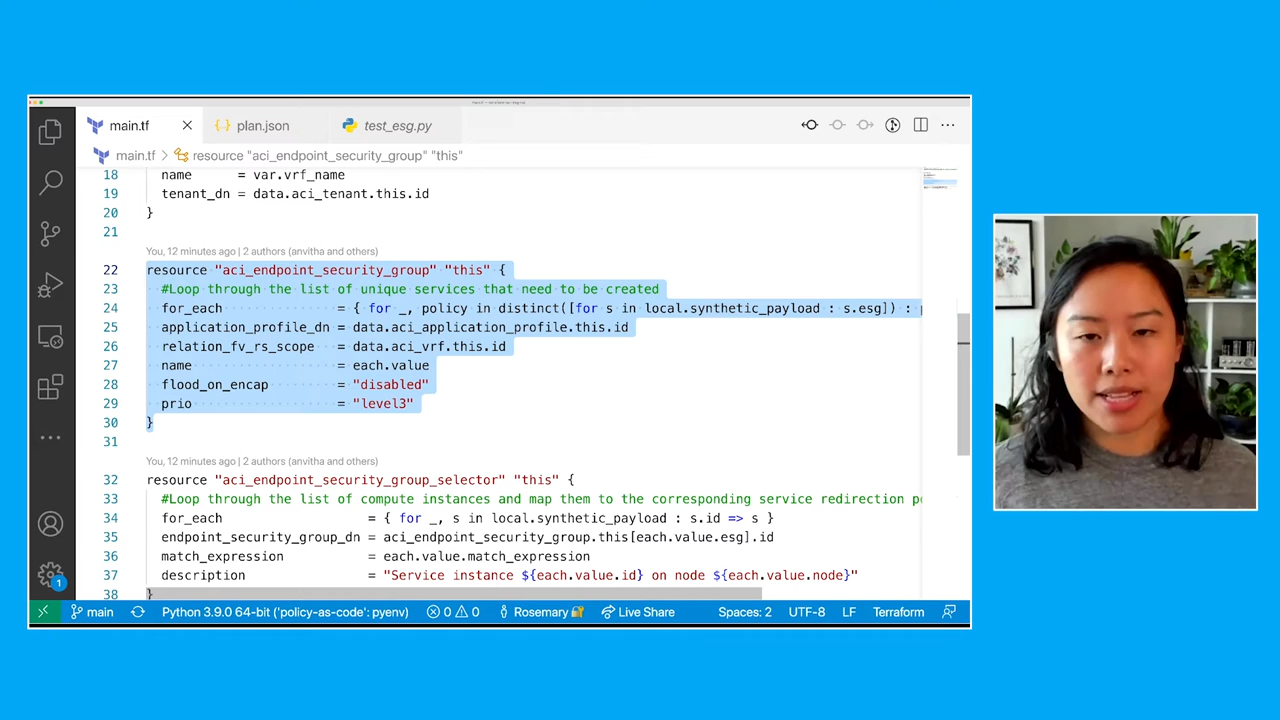 main.tf
plan.json
test_esg.py
main.tf > resource "aci_endpoint_security_group" "this"
18 name = var.vrf_name
19 tenant_dn = data.aci_tenant.this.id
20 }
21
You, 12 minutes ago | 2 authors (anvitha and others)
22 resource "aci_endpoint_security_group" "this" {
23 #Loop through the list of unique services that need to be created
24 for_each = { for _, policy in distinct([for s in local.synthetic_payload : s.esg]) :
25 application_profile_dn = data.aci_application_profile.this.id
26 relation_fv_rs_scope = data.aci_vrf.this.id
27 name = each.value
28 flood_on_encap = "disabled"
29 prio = "level3"
30 }
31
You, 12 minutes ago | 2 authors (anvitha and others)
32 resource "aci_endpoint_security_group_selector" "this" {
33 #Loop through the list of compute instances and map them to the corresponding service redirection
34 for_each = { for _, s in local.synthetic_payload : s.id => s }
35 endpoint_security_group_dn = aci_endpoint_security_group.this[each.value.esg].id
36 match_expression = each.value.match_expression
37 description = "Service instance ${each.value.id} on node ${each.value.node}"
38 }
1
main Python 3.9.0 64-bit ('policy-as-code': pyenv) 0 0 Rosemary Live Share Spaces: 2 UTF-8 LF Terraform